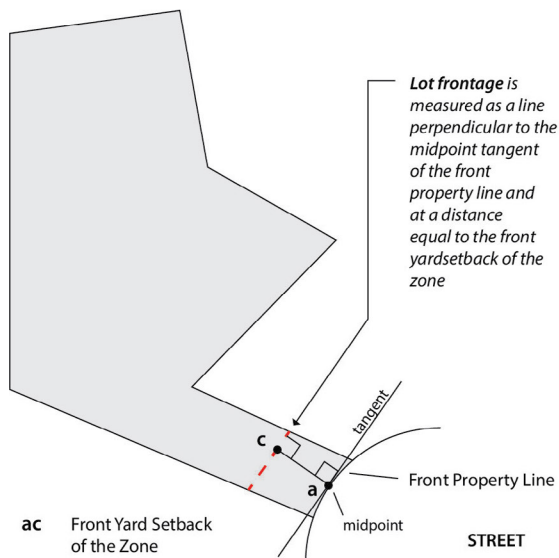 Lot frontage is
measured as a line
perpendicular to the
midpoint tangent
of the front
property line and
at a distance
equal to the front
yardsetback of the
zone
tangent
c
a
Front Property Line
midpoint
ac Front Yard Setback
of the Zone
STREET